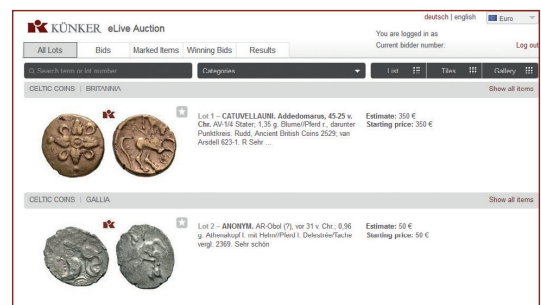 deutsch | english Euro
KÜNKER eLive Auction
You are logged in as
All Lots Bids Marked Items Winning Bids Results Current bidder number: Log out
Search term or lot number Categories List Tiles Gallery
CELTIC COINS | BRITANNIA Show all items
Lot 1 – CATUVELLAUNI. Addedomarus, 45-25 v. Estimate: 350 €
Chr. AV-1/4 Stater; 1,35 g. Blume//Pferd r., darunter Starting price: 350 €
Punktkreis. Rudd, Ancient British Coins 2529; van
Arsdell 623-1. R Sehr ...
CELTIC COINS | GALLIA Show all items
Lot 2 – ANONYM. AR-Obol (?), vor 31 v. Chr.; 0,96 Estimate: 50 €
g. Athenakopf l. mit Helm//Pferd l. Delestrée/Tache Starting price: 50 €
vergl. 2369. Sehr schön